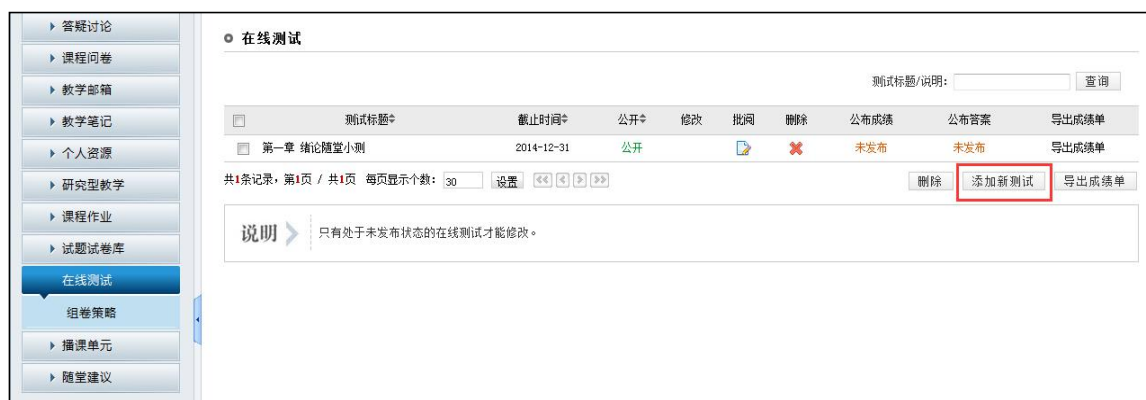 答疑讨论
课程问卷
教学邮箱
教学笔记
个人资源
研究型教学
课程作业
试题试卷库
在线测试
组卷策略
播课单元
随堂建议
在线测试
测试标题/说明: 查询
测试标题 截止时间 公开 修改 批阅 删除 公布成绩 公布答案 导出成绩单
第一章 绪论随堂小测 2014-12-31 公开 未发布 未发布 导出成绩单
共1条记录，第1页 / 共1页 每页显示个数: 30 设置 删除 添加新测试 导出成绩单
说明 只有处于未发布状态的在线测试才能修改。